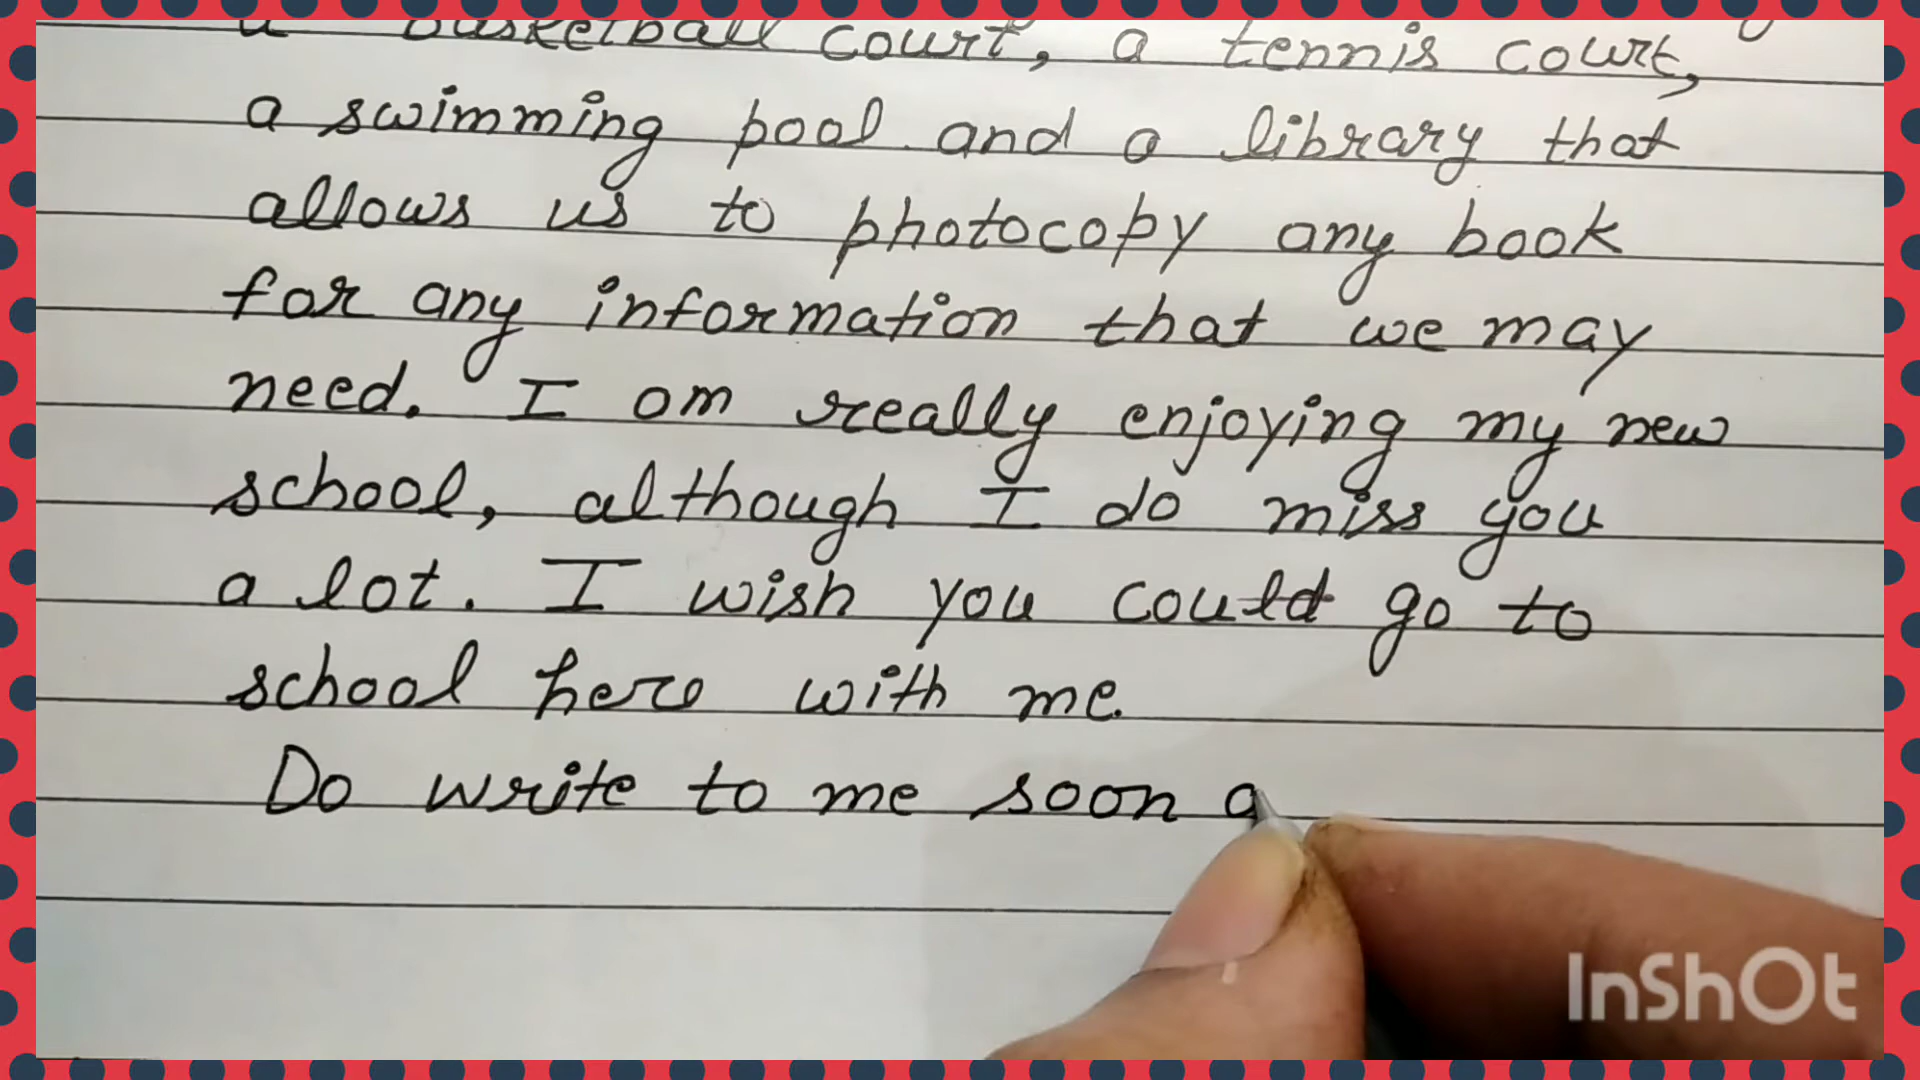 a basketball court, a tennis court,
a swimming pool and a library that
allows us to photocopy any book
for any information that we may
need. I am really enjoying my new
school, although I do miss you
a lot. I wish you could go to
school here with me.
Do write to me soon a
InShOt